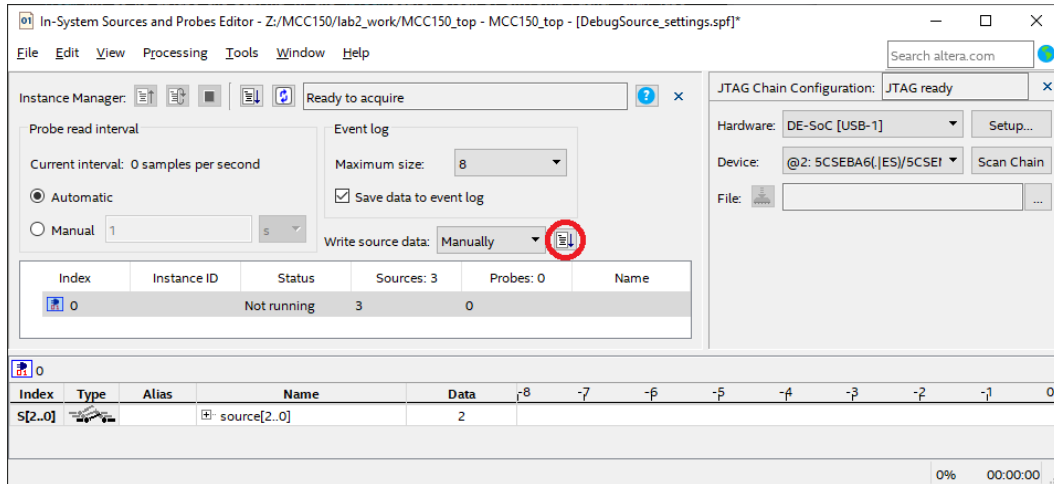 In-System Sources and Probes Editor - Z:/MCC150/lab2_work/MCC150_top - MCC150_top - [DebugSource_settings.spf]*
File Edit View Processing Tools Window Help
Search altera.com
Instance Manager: Ready to acquire
JTAG Chain Configuration: JTAG ready
Probe read interval
Event log
Hardware: DE-SoC [USB-1] Setup...
Current interval: 0 samples per second
Maximum size: 8
Device: @2: 5CSEBA6(.|ES)/5CSE Scan Chain
Automatic
Save data to event log
File: ...
Manual 1 s
Write source data: Manually
Index Instance ID Status Sources: 3 Probes: 0 Name
0 Not running 3 0
0
Index Type Alias Name Data -8 -7 -6 -5 -4 -3 -2 -1 0
S[2..0] source[2..0] 2
0% 00:00:00